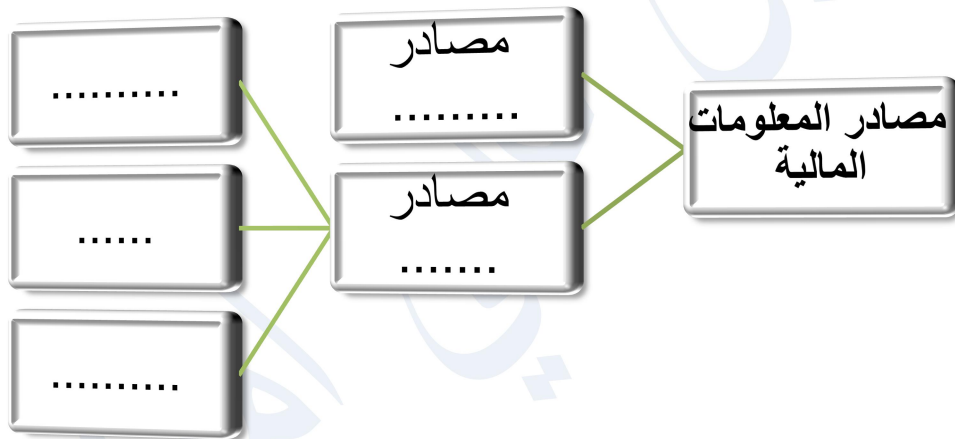 مصادر المعلومات
المالية
مصادر
.........
مصادر
.......
..........
......
..........